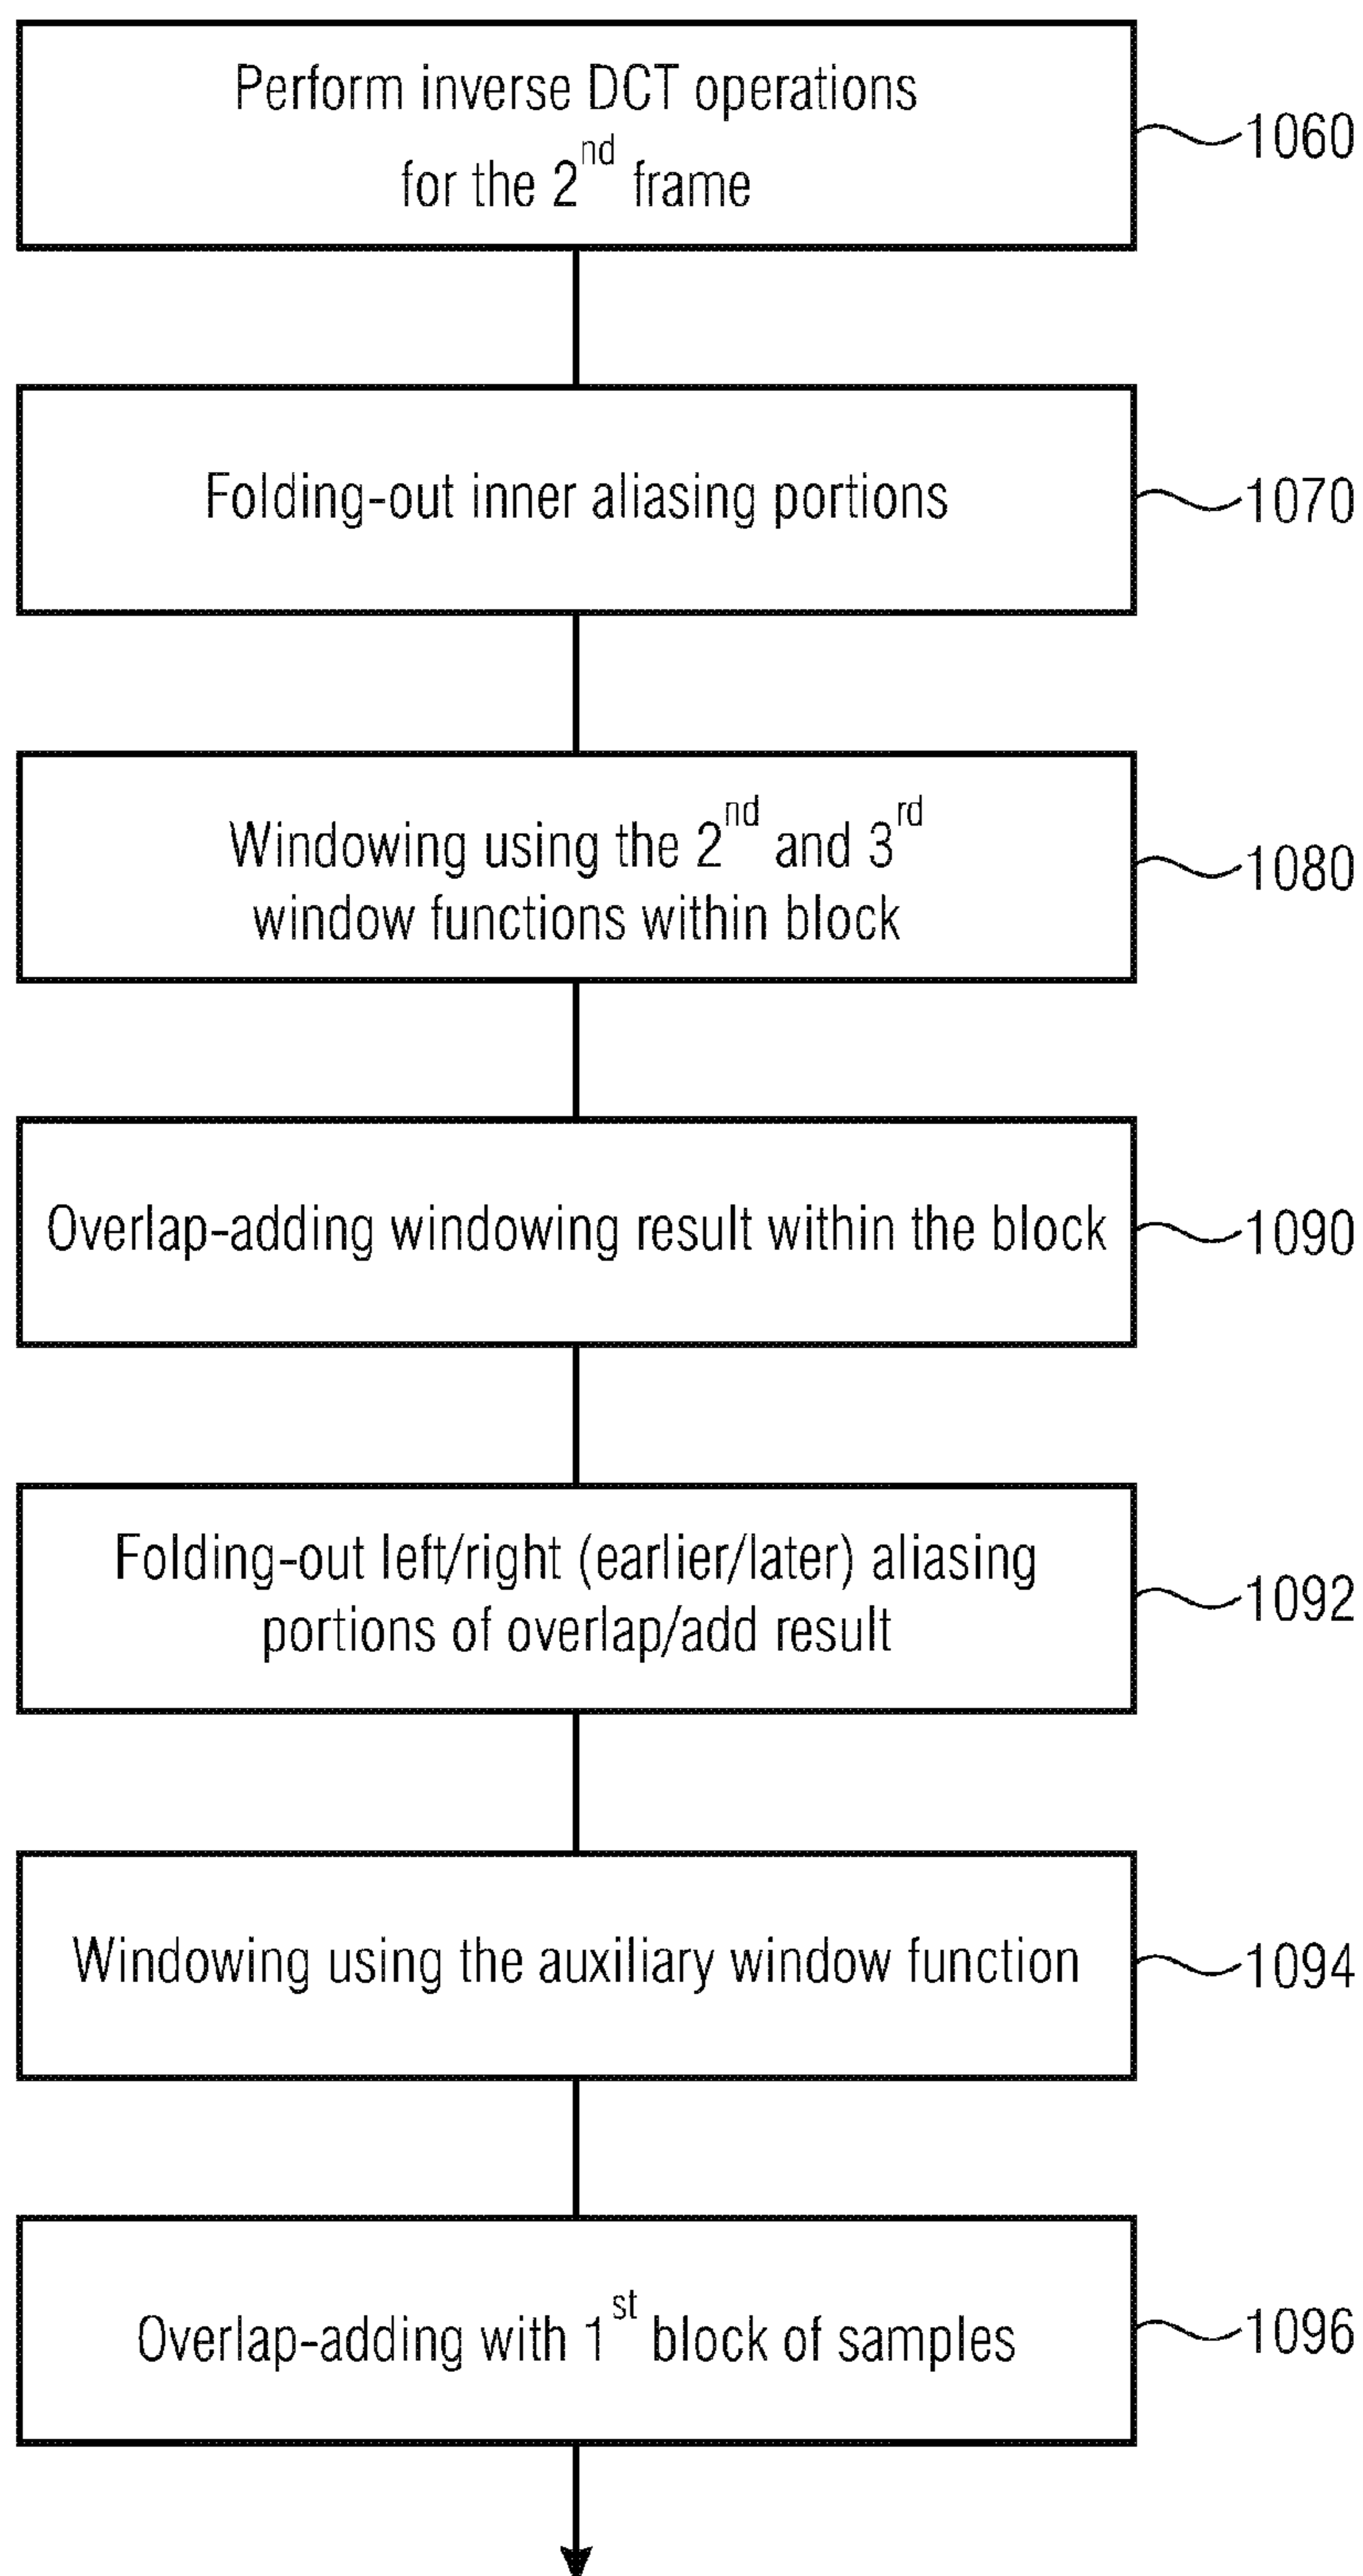 Perform inverse DCT operations
for the 2nd frame
1060
Folding-out inner aliasing portions
1070
Windowing using the 2nd and 3rd
window functions within block
1080
Overlap-adding windowing result within the block
1090
Folding-out left/right (earlier/later) aliasing
portions of overlap/add result
1092
Windowing using the auxiliary window function
1094
Overlap-adding with 1st block of samples
1096